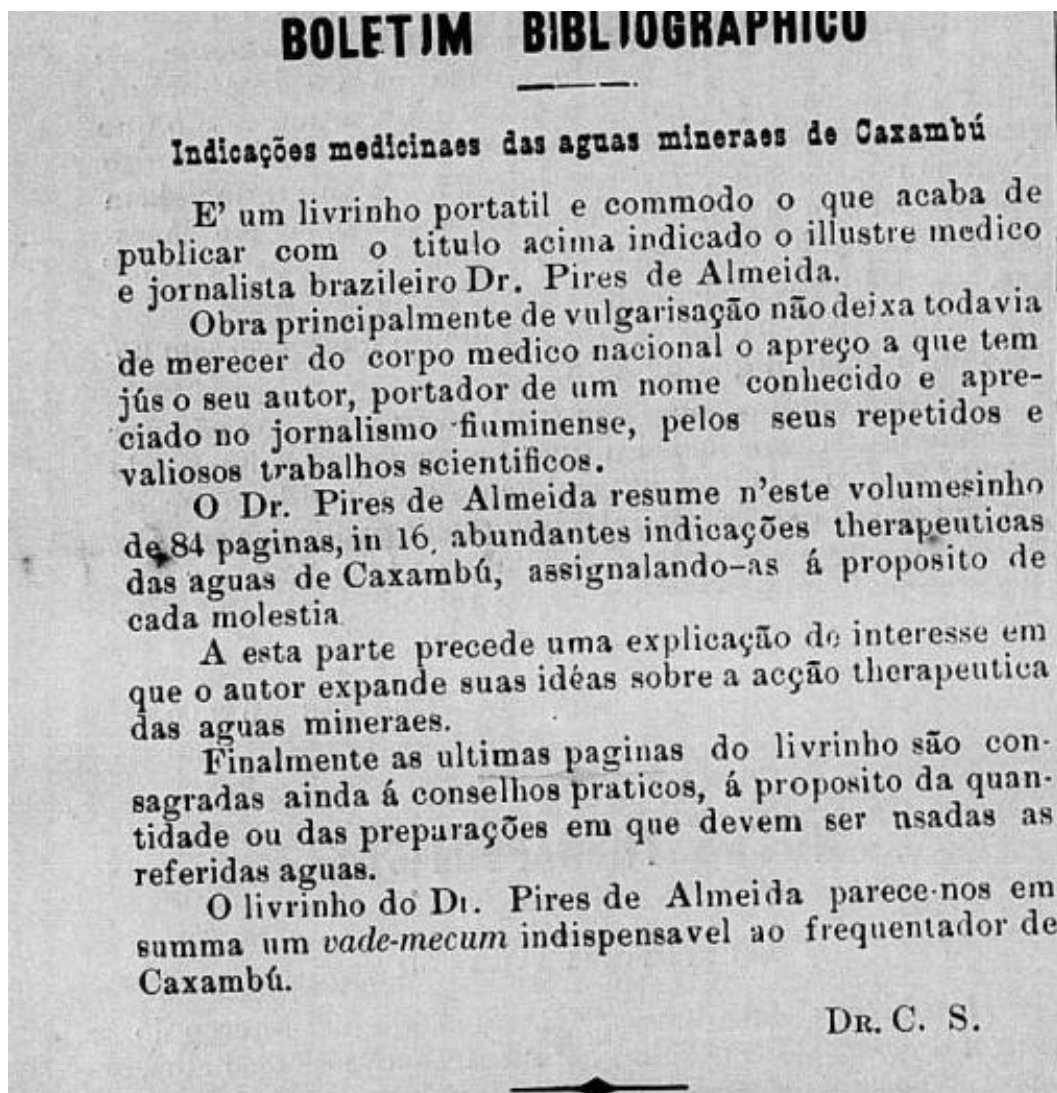 BOLETIM BIBLIOGRAPHICO
Indicações medicinaes das aguas mineraes de Caxambú
E' um livrinho portatil e commodo o que acaba de
publicar com o titulo acima indicado o illustre medico
e jornalista brazileiro Dr. Pires de Almeida.
Obra principalmente de vulgarisação não deixa todavia
de merecer do corpo medico nacional o apreço a que tem
jús o seu autor, portador de um nome conhecido e apre-
ciado no jornalismo fiuminense, pelos seus repetidos e
valiosos trabalhos scientificos.
O Dr. Pires de Almeida resume n'este volumesinho
de 84 paginas, in 16, abundantes indicações therapeuticas
das aguas de Caxambú, assignalando-as á proposito de
cada molestia
A esta parte precede uma explicação de interesse em
que o autor expande suas idéas sobre a acção therapeutica
das aguas mineraes.
Finalmente as ultimas paginas do livrinho são con-
sagradas ainda á conselhos praticos, á proposito da quan-
tidade ou das preparações em que devem ser nsadas as
referidas aguas.
O livrinho do Dr. Pires de Almeida parece-nos em
summa um vade-mecum indispensavel ao frequentador de
Caxambú.
DR. C. S.